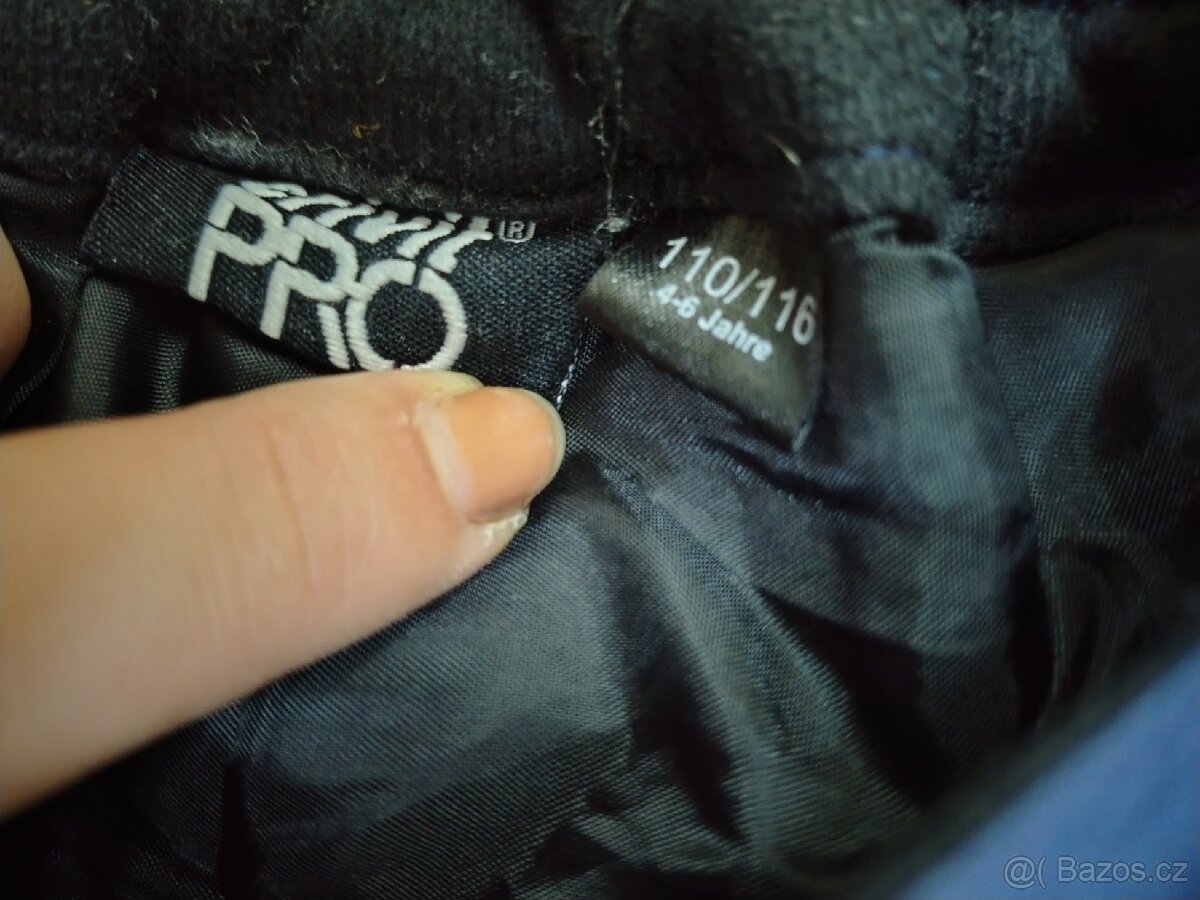 PRO
®
110/116
4-6 Jahre
@( Bazos.cz